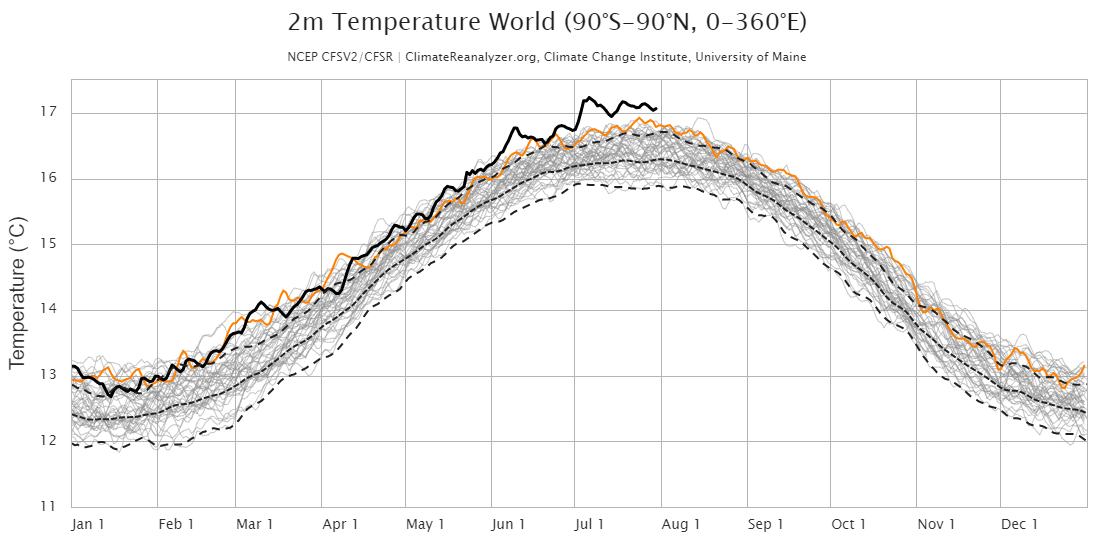 2m Temperature World (90°S-90°N, 0-360°E)
NCEP CFSV2/CFSR | ClimateReanalyzer.org, Climate Change Institute, University of Maine
Temperature (°C)
17
16
15
14
13
12
11
Jan 1 Feb 1 Mar 1 Apr 1 May 1 Jun 1 Jul 1 Aug 1 Sep 1 Oct 1 Nov 1 Dec 1